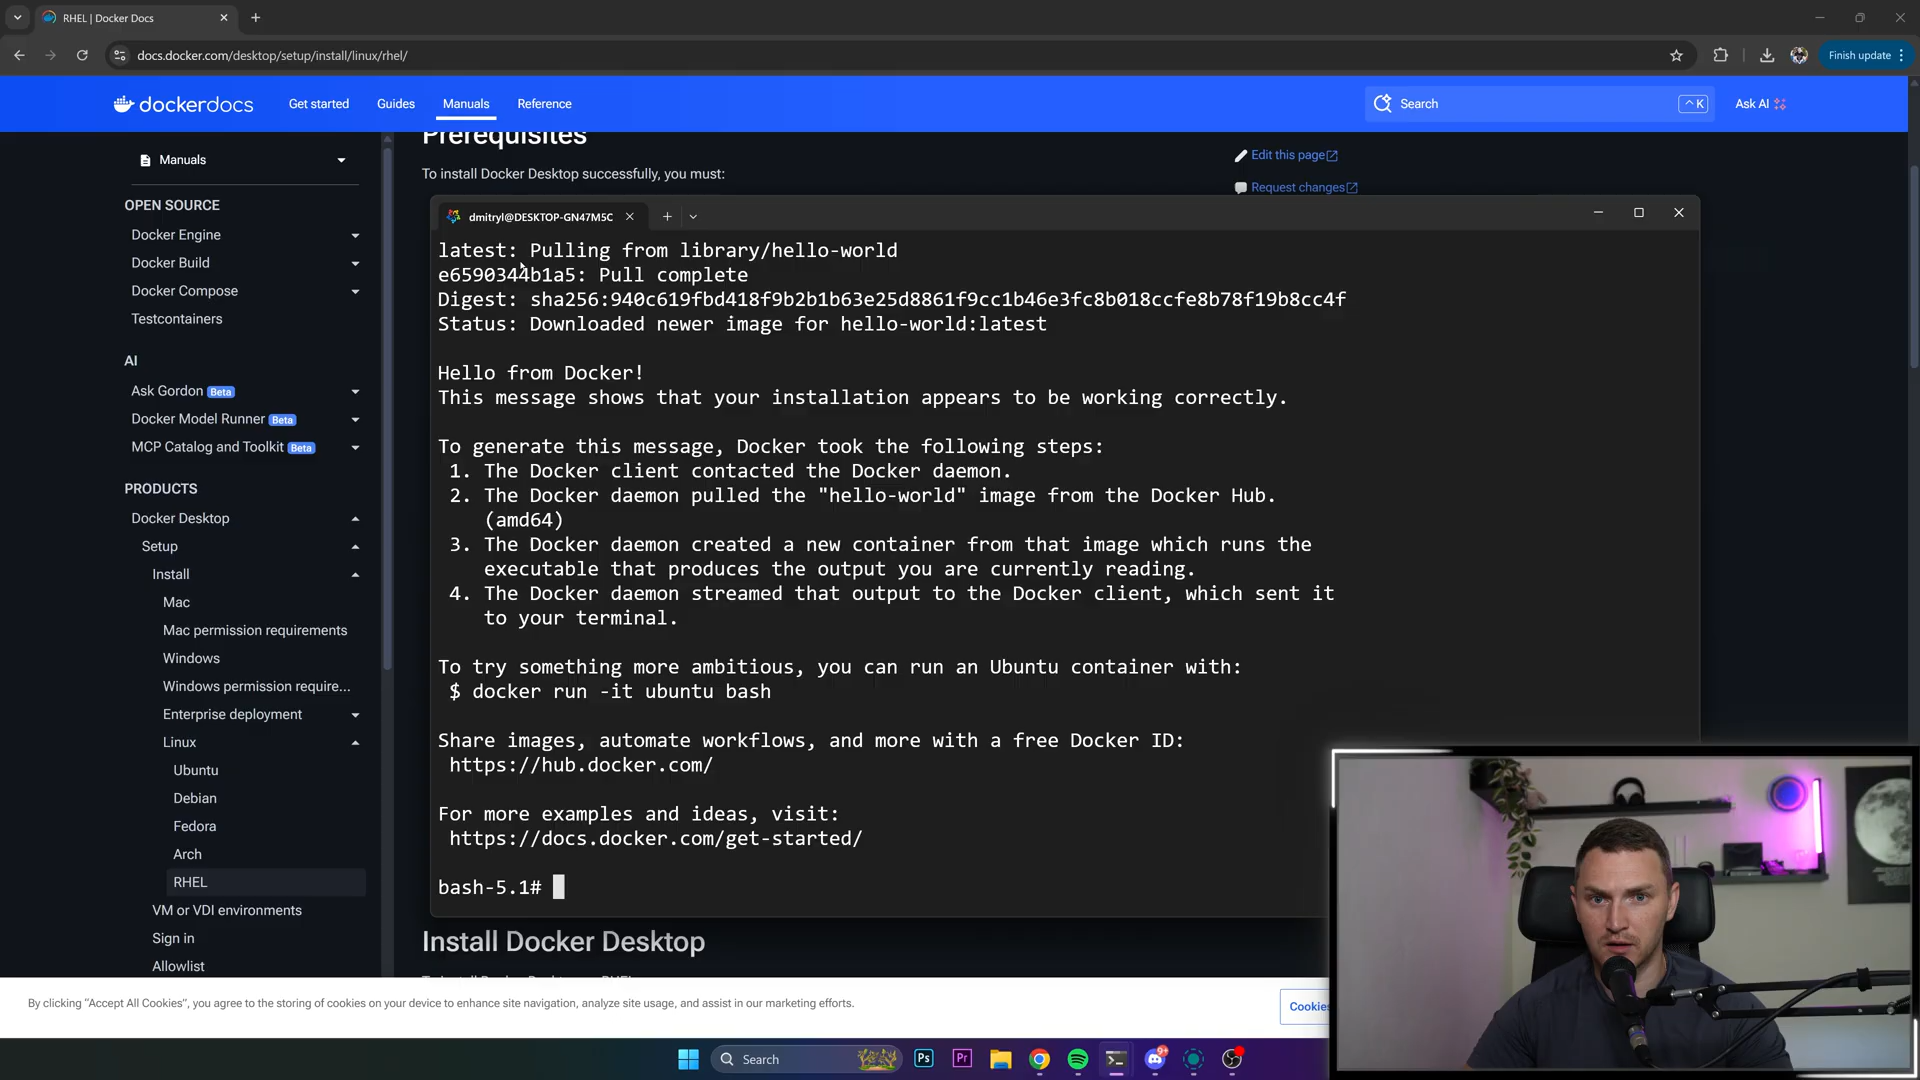 RHEL | Docker Docs
docs.docker.com/desktop/setup/install/linux/rhel/
Finish update
dockerdocs
Get started
Guides
Manuals
Reference
Search
^ K
Ask AI
Manuals
OPEN SOURCE
Docker Engine
Docker Build
Docker Compose
Testcontainers
AI
Ask Gordon Beta
Docker Model Runner Beta
MCP Catalog and Toolkit Beta
PRODUCTS
Docker Desktop
Setup
Install
Mac
Mac permission requirements
Windows
Windows permission require...
Enterprise deployment
Linux
Ubuntu
Debian
Fedora
Arch
RHEL
VM or VDI environments
Sign in
Allowlist
Prerequisites
To install Docker Desktop successfully, you must:
Edit this page
Request changes
dmitryl@DESKTOP-GN47M5C
latest: Pulling from library/hello-world
e6590344b1a5: Pull complete
Digest: sha256:940c619fbd418f9b2b1b63e25d8861f9cc1b46e3fc8b018ccfe8b78f19b8cc4f
Status: Downloaded newer image for hello-world:latest
Hello from Docker!
This message shows that your installation appears to be working correctly.
To generate this message, Docker took the following steps:
1. The Docker client contacted the Docker daemon.
2. The Docker daemon pulled the "hello-world" image from the Docker Hub.
(amd64)
3. The Docker daemon created a new container from that image which runs the
executable that produces the output you are currently reading.
4. The Docker daemon streamed that output to the Docker client, which sent it
to your terminal.
To try something more ambitious, you can run an Ubuntu container with:
$ docker run -it ubuntu bash
Share images, automate workflows, and more with a free Docker ID:
https://hub.docker.com/
For more examples and ideas, visit:
https://docs.docker.com/get-started/
bash-5.1#
Install Docker Desktop
By clicking “Accept All Cookies”, you agree to the storing of cookies on your device to enhance site navigation, analyze site usage, and assist in our marketing efforts.
Cookies
Search
Ps
Pr
9+